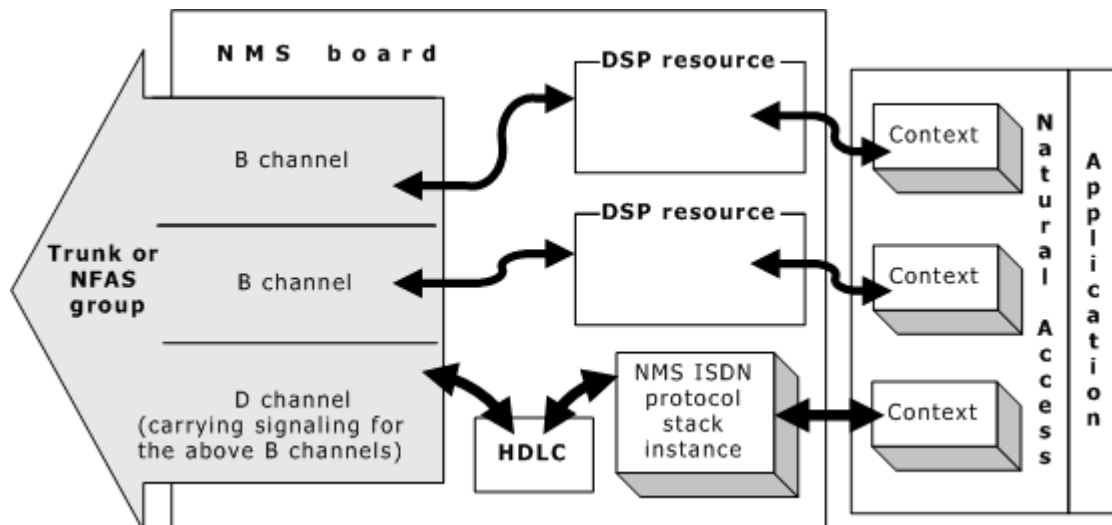 NMS board
DSP resource
B channel
Context
DSP resource
Trunk or
NFAS
group
B channel
Context
D channel
(carrying signaling for
the above B channels)
HDLC
NMS ISDN
protocol
stack
instance
Context
Natural Access
Application